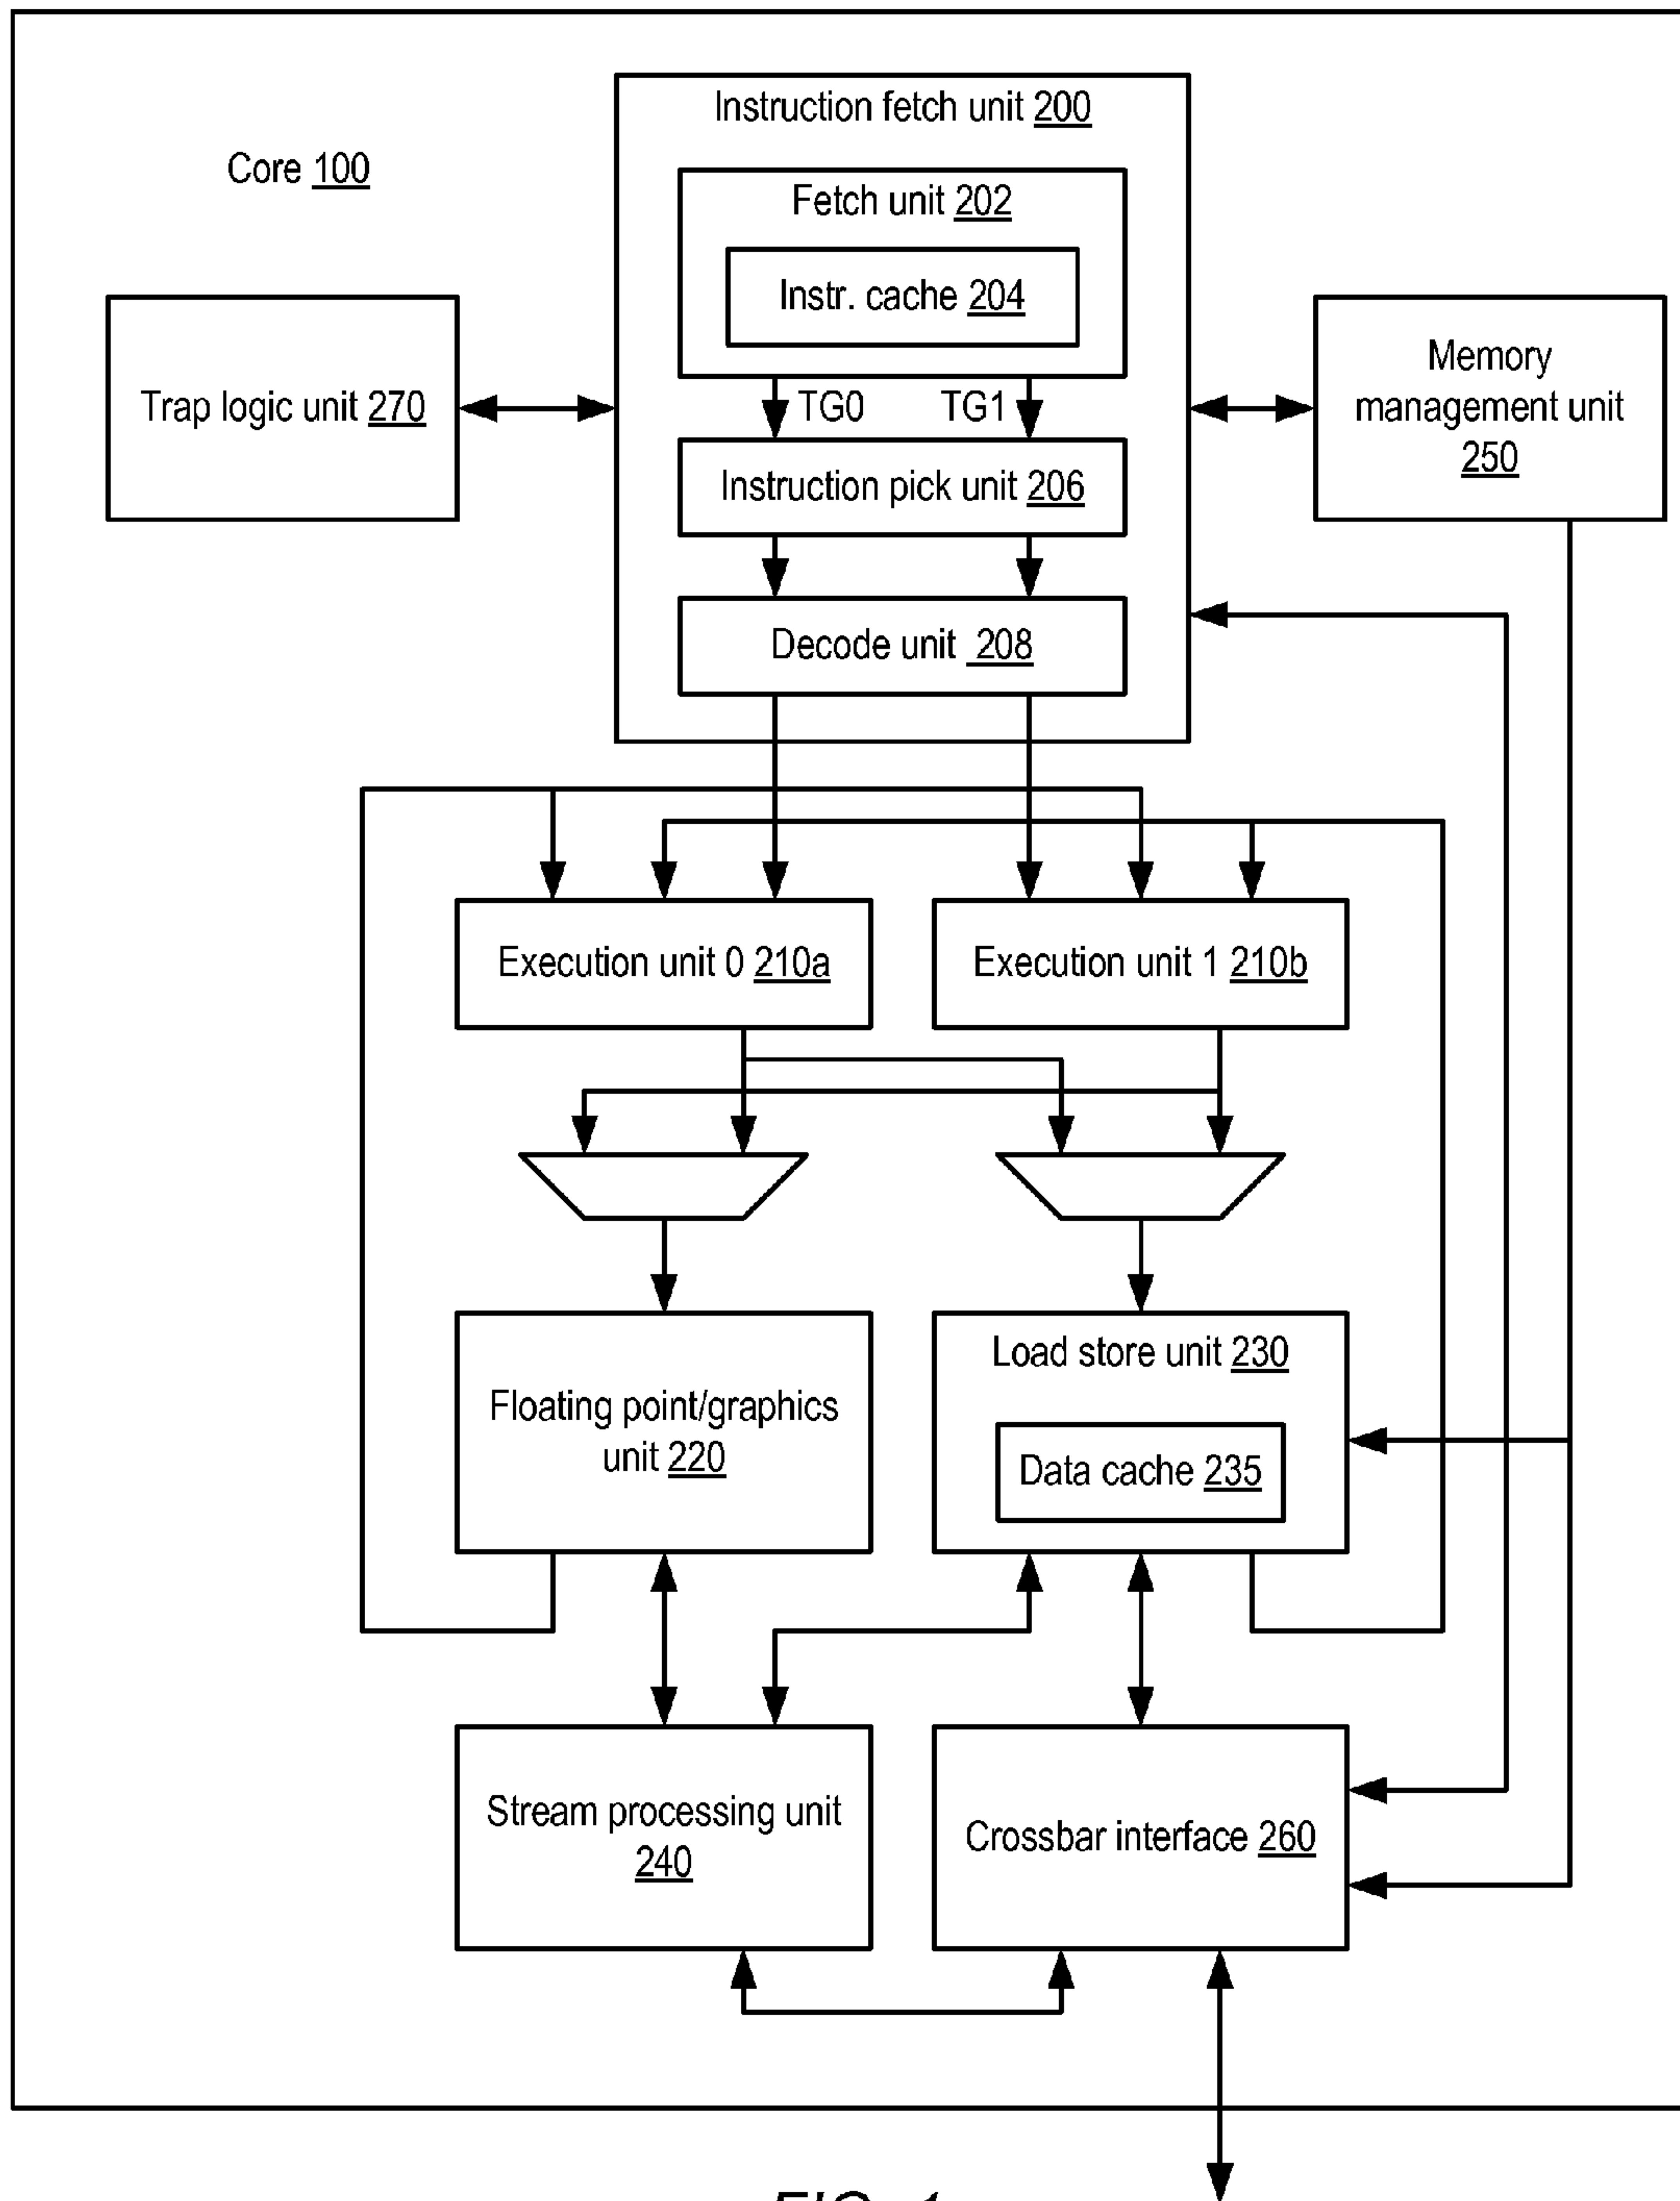 Instruction fetch unit 200
Core 100
Fetch unit 202
Instr. cache 204
Trap logic unit 270
TG0
TG1
Memory
management unit
250
Instruction pick unit 206
Decode unit 208
Execution unit 0 210a
Execution unit 1 210b
Floating point/graphics
unit 220
Load store unit 230
Data cache 235
Stream processing unit
240
Crossbar interface 260
FIG. 1